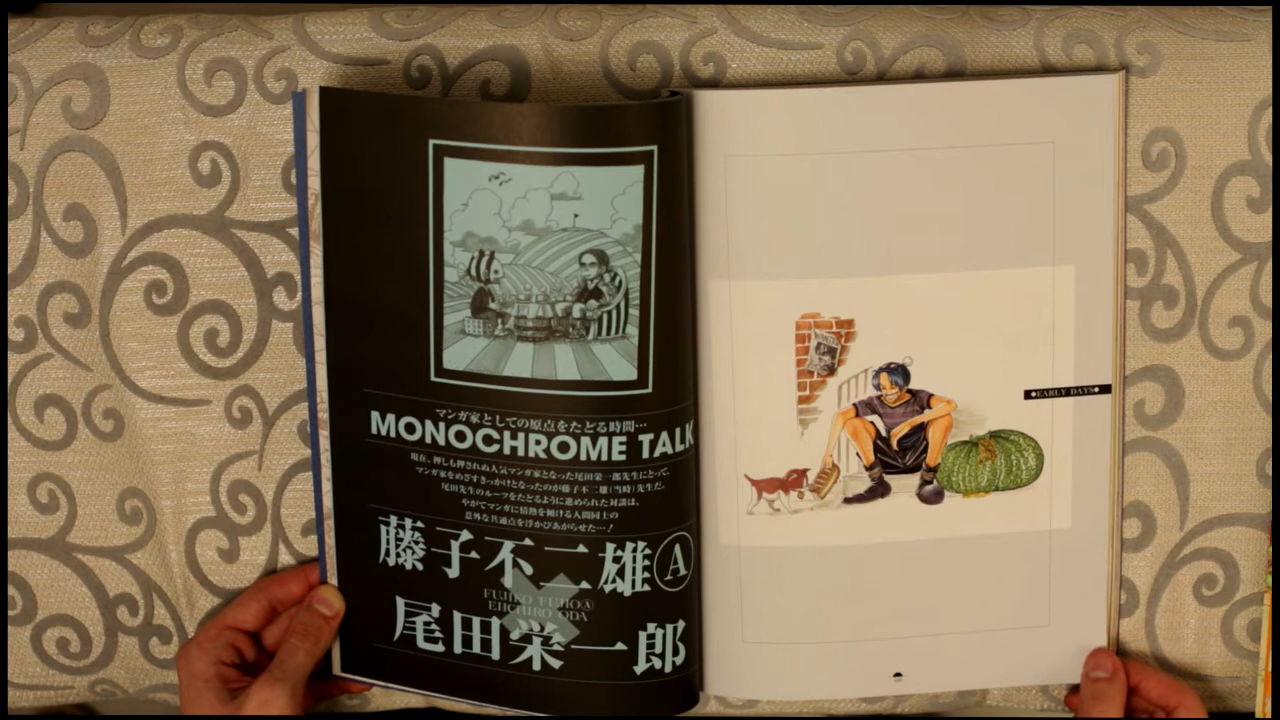 マンガ家としての原点をたどる時間…
MONOCHROME TALK
現在、押しも押されぬ人気マンガ家となった尾田栄一郎先生にとって、
マンガ家をめざすきっかけとなったのが藤子不二雄(当時)先生だ。
尾田先生のルーツをたどるように進められた対談は、
やがてマンガに情熱を傾ける人間同士の
意外な共通点を浮かびあがらせた…!
藤子不二雄Ⓐ
FUJIKO FUJIOⒶ
EIICHIRO ODA
尾田栄一郎
WANTED
◆EARLY DAYS◆